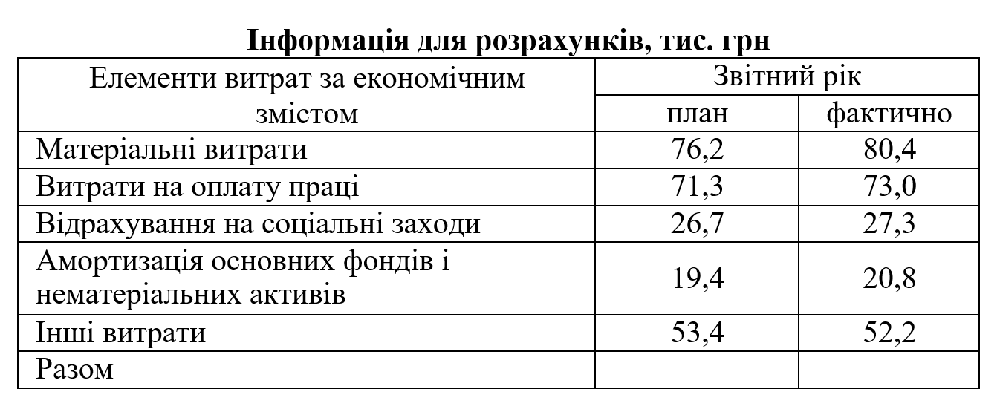 Інформація для розрахунків, тис. грн
Елементи витрат за економічним
змістом
Звітний рік
план
фактично
Матеріальні витрати 76,2 80,4
Витрати на оплату праці 71,3 73,0
Відрахування на соціальні заходи 26,7 27,3
Амортизація основних фондів і
нематеріальних активів 19,4 20,8
Інші витрати 53,4 52,2
Разом